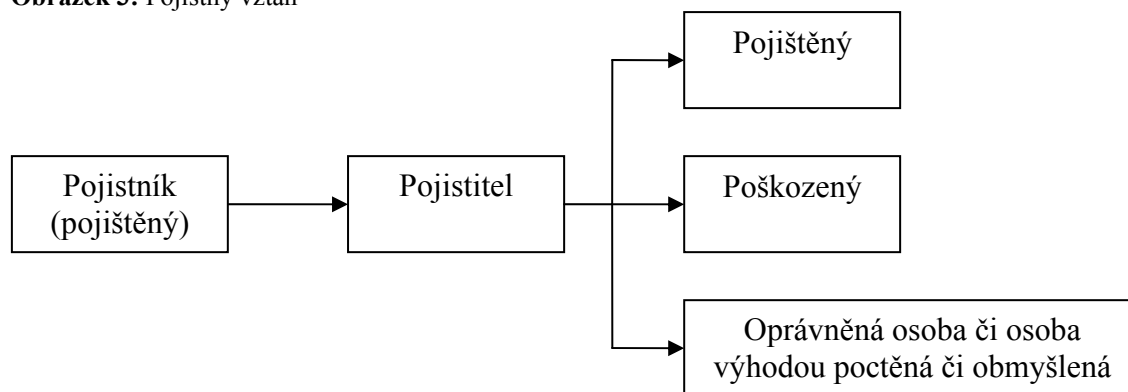 Pojištěný
Pojistník
(pojištěný)
Pojistitel
Poškozený
Oprávněná osoba či osoba
výhodou poctěná či obmyšlená